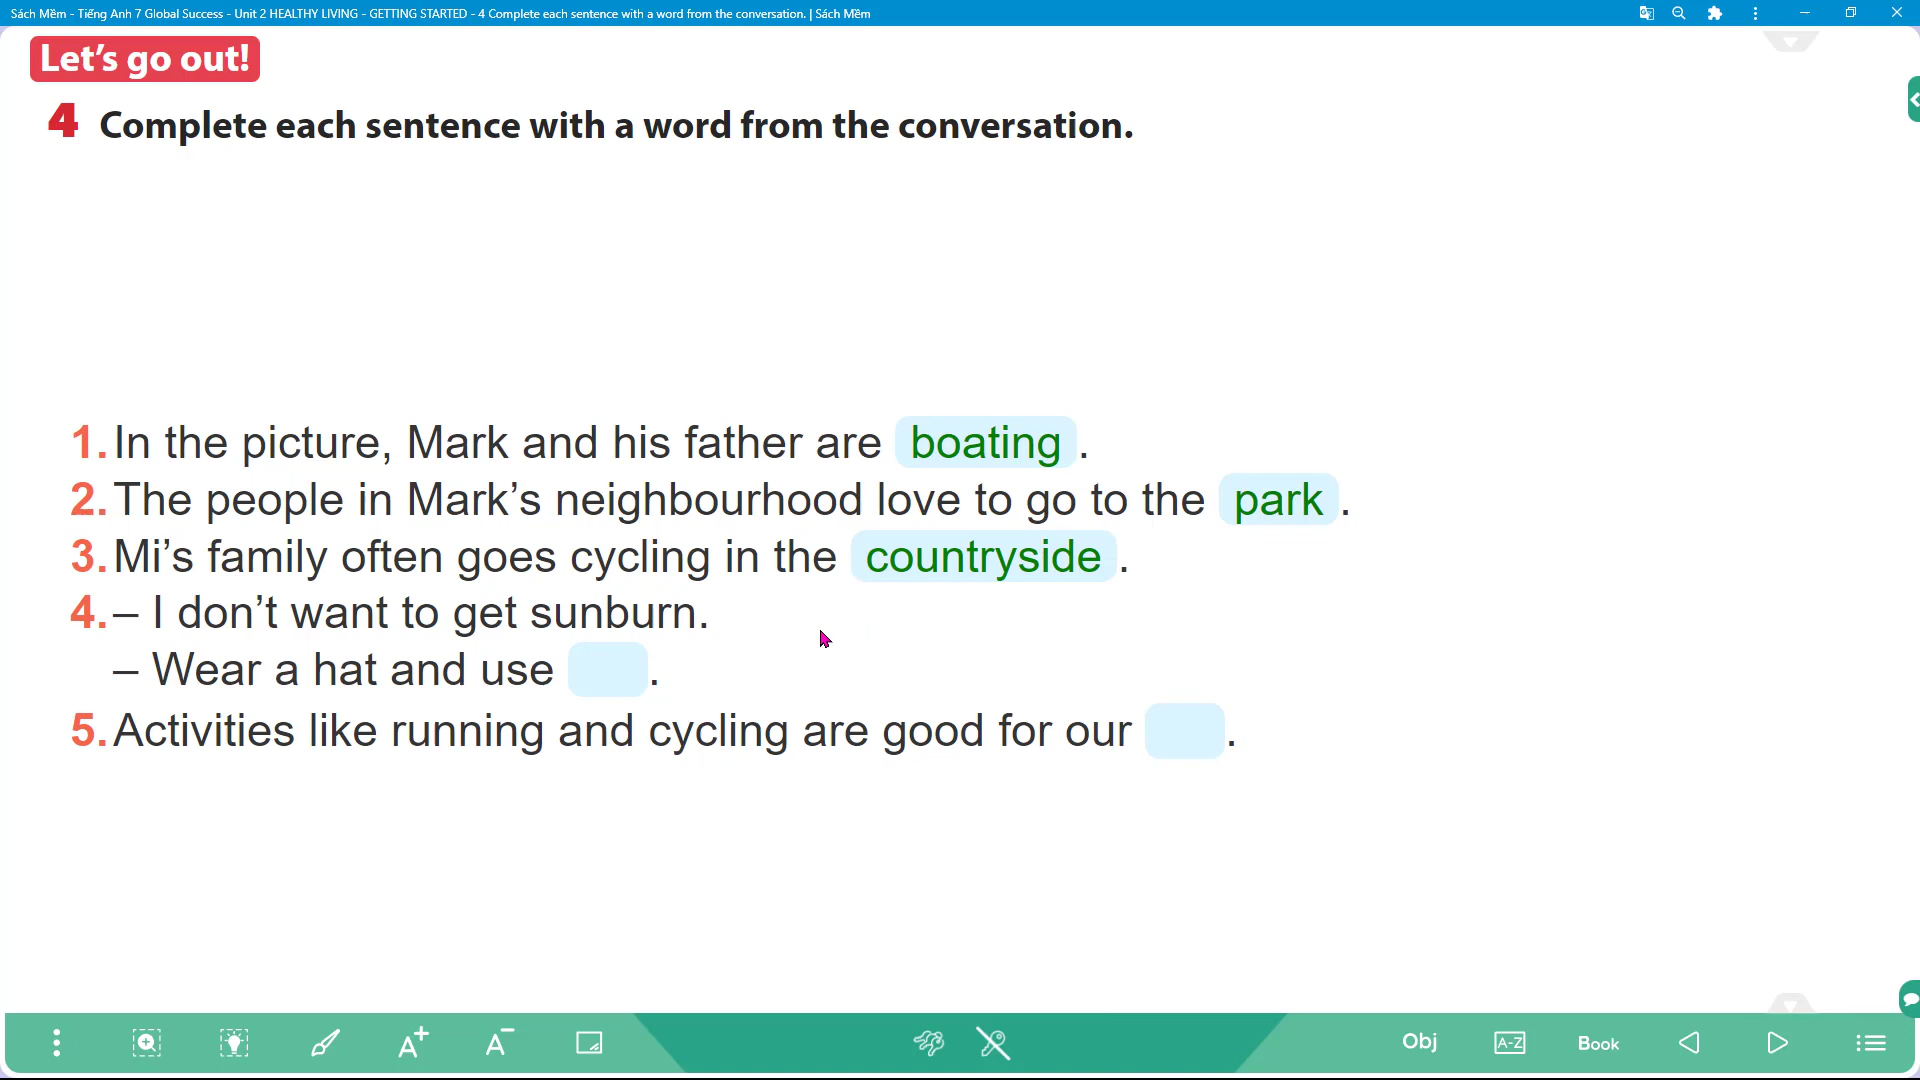 Sách Mềm - Tiếng Anh 7 Global Success - Unit 2 HEALTHY LIVING - GETTING STARTED - 4 Complete each sentence with a word from the conversation. | Sách Mềm
Let’s go out!
4 Complete each sentence with a word from the conversation.
1. In the picture, Mark and his father are boating .
2. The people in Mark’s neighbourhood love to go to the park .
3. Mi’s family often goes cycling in the countryside .
4. – I don’t want to get sunburn.
– Wear a hat and use .
5. Activities like running and cycling are good for our .
A+ A− Obj A-Z Book